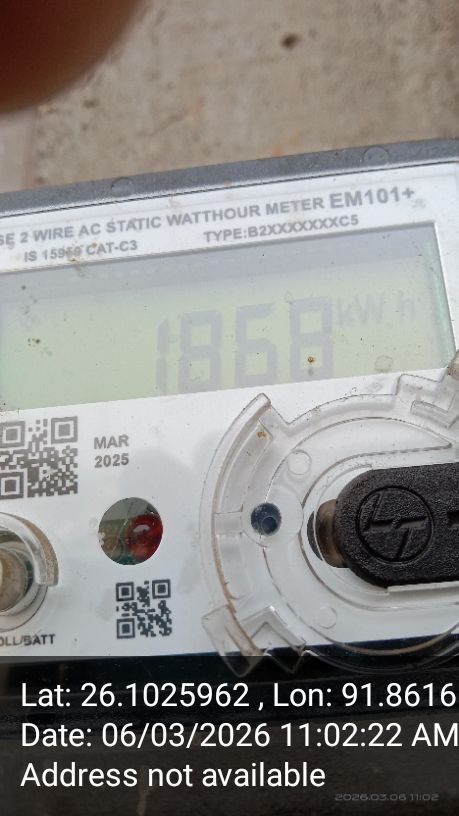 SE 2 WIRE AC STATIC WATTHOUR METER EM101+
IS 15959 CAT-C3 TYPE:B2XXXXXXXC5
1868 kWh
MAR
2025
LT
OLL/BATT
Lat: 26.1025962 , Lon: 91.8616
Date: 06/03/2026 11:02:22 AM
Address not available
2026.03.06 11:02